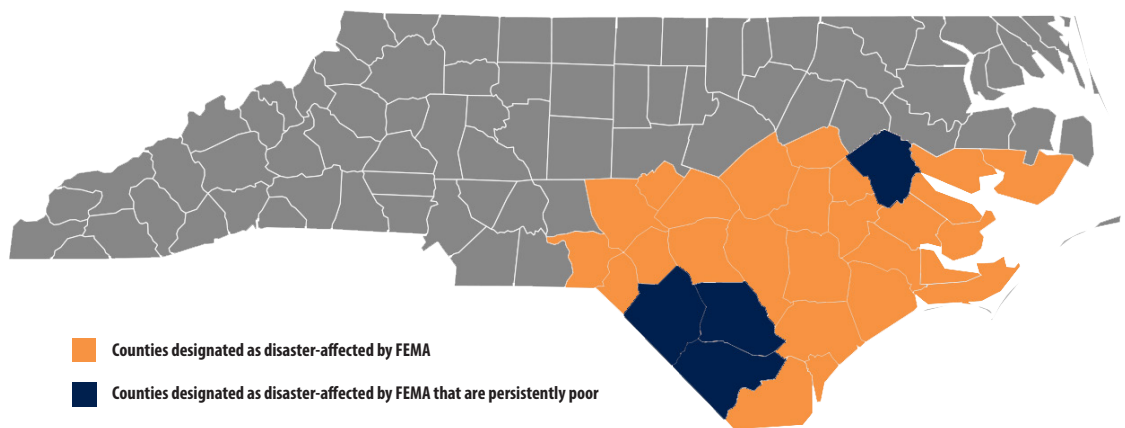 Counties designated as disaster-affected by FEMA
Counties designated as disaster-affected by FEMA that are persistently poor